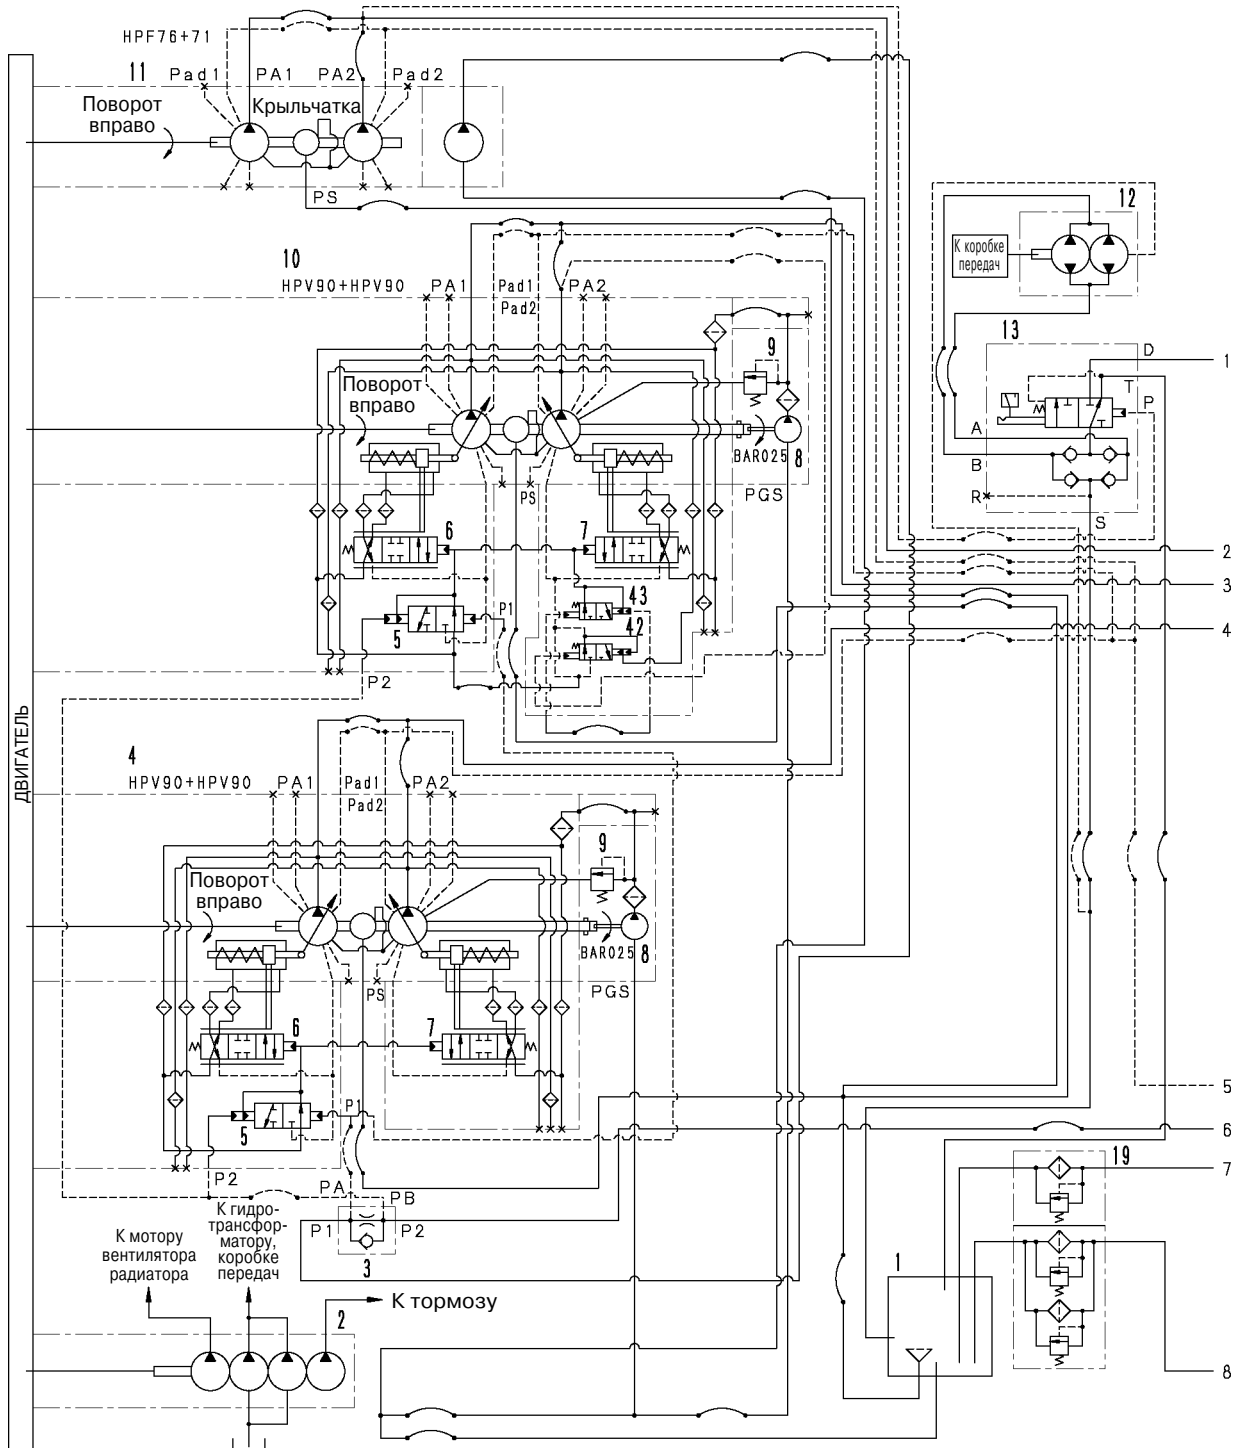 HPF76+71
11
Pad1
PA1
PA2
Pad2
Поворот
вправо
Крыльчатка
PS
12
К коробке
передач
10
HPV90+HPV90
PA1
Pad1
Pad2
PA2
9
13
D
1
T
P
Поворот
вправо
A
B
R
S
BAR025
8
PS
PGS
6
7
2
3
43
42
P1
5
4
P2
ДВИГАТЕЛЬ
4
HPV90+HPV90
PA1
Pad1
Pad2
PA2
9
Поворот
вправо
BAR025
8
PS
PGS
6
7
5
P1
5
6
P2
PA
PB
19
7
P1
P2
3
К мотору
вентилятора
радиатора
К гидро-
трансфор-
матору,
коробке
передач
1
2
К тормозу
8